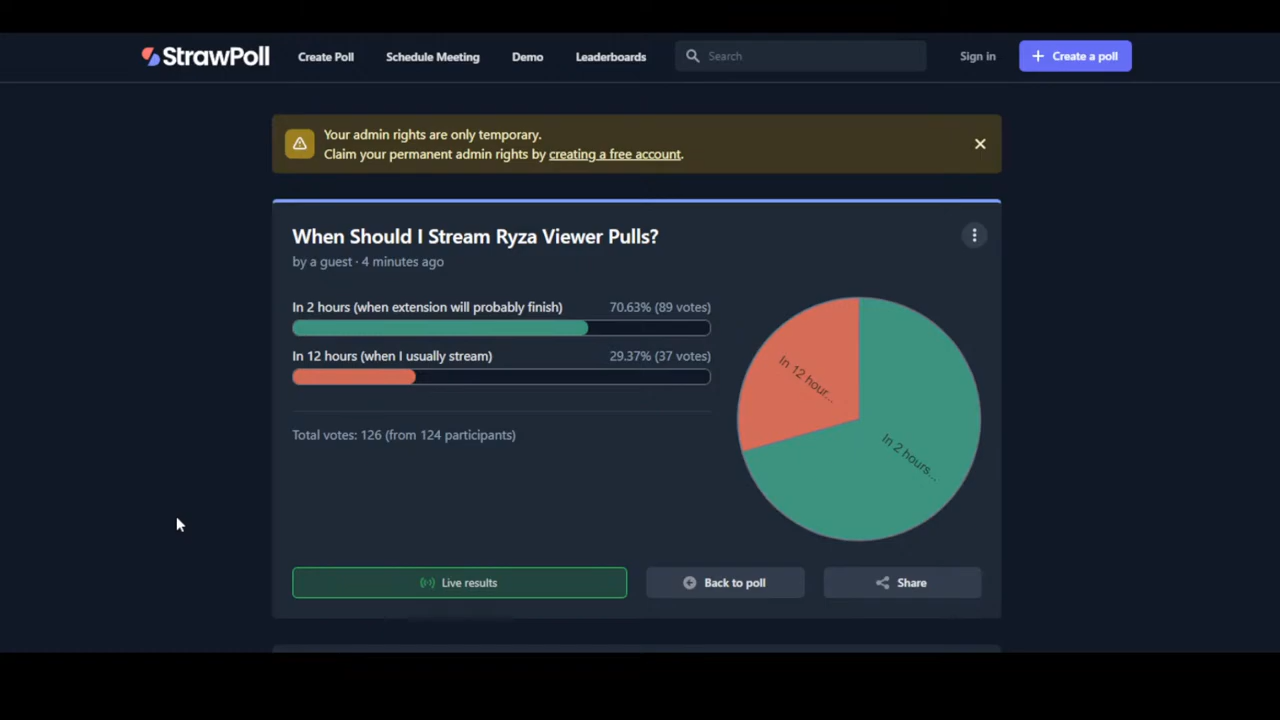 StrawPoll Create Poll Schedule Meeting Demo Leaderboards Search Sign in Create a poll
Your admin rights are only temporary.
Claim your permanent admin rights by creating a free account.
When Should I Stream Ryza Viewer Pulls?
by a guest · 4 minutes ago
In 2 hours (when extension will probably finish) 70.63% (89 votes)
In 12 hours (when I usually stream) 29.37% (37 votes)
Total votes: 126 (from 124 participants)
In 12 hour...
In 2 hours...
Live results Back to poll Share